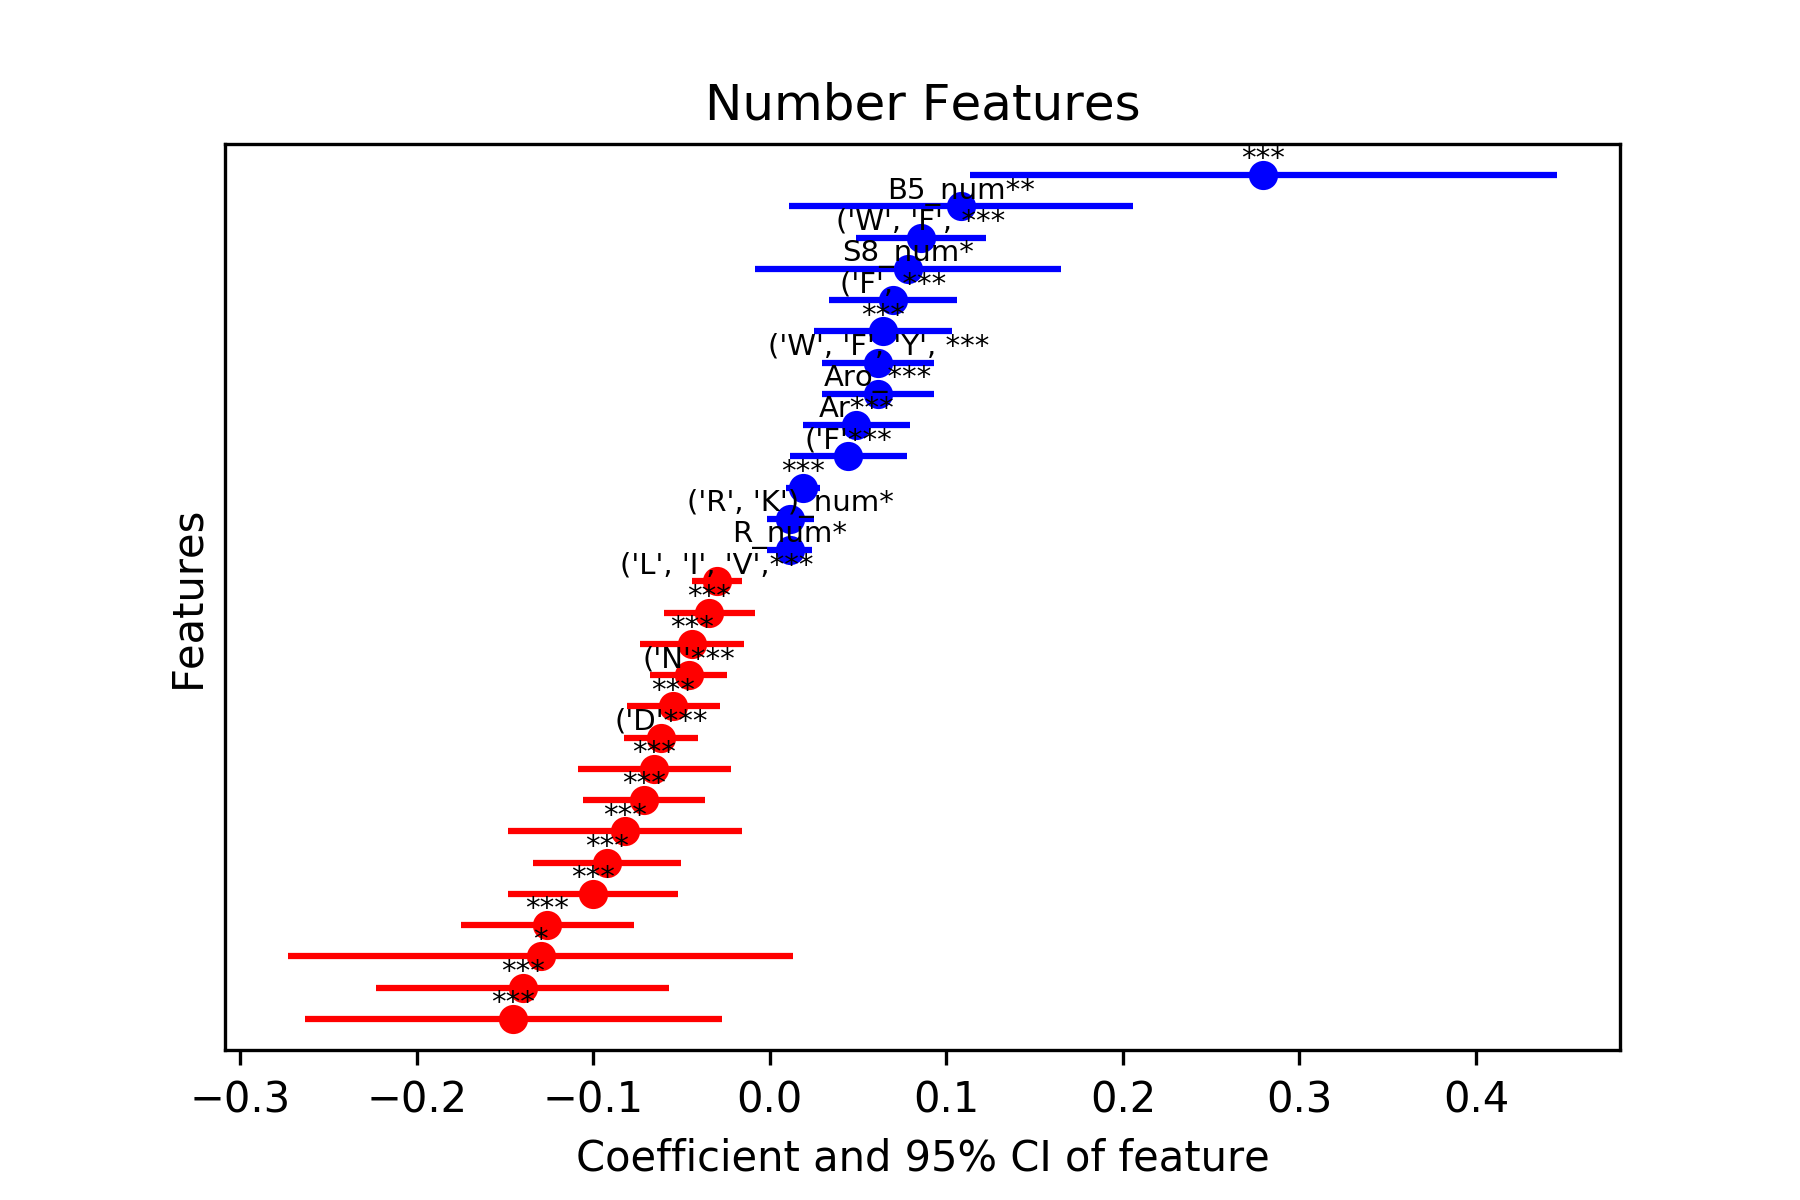 Number Features
***
B5_num**
('W', 'F', ***
S8_num*
('F', ***
***
('W', 'F', 'Y', ***
Aro_***
Ar***
('F'***
***
('R', 'K')_num*
R_num*
('L', 'I', 'V',***
***
***
('N'***
***
('D'***
***
***
***
***
***
***
*
***
***
Features
−0.3 −0.2 −0.1 0.0 0.1 0.2 0.3 0.4
Coefficient and 95% CI of feature